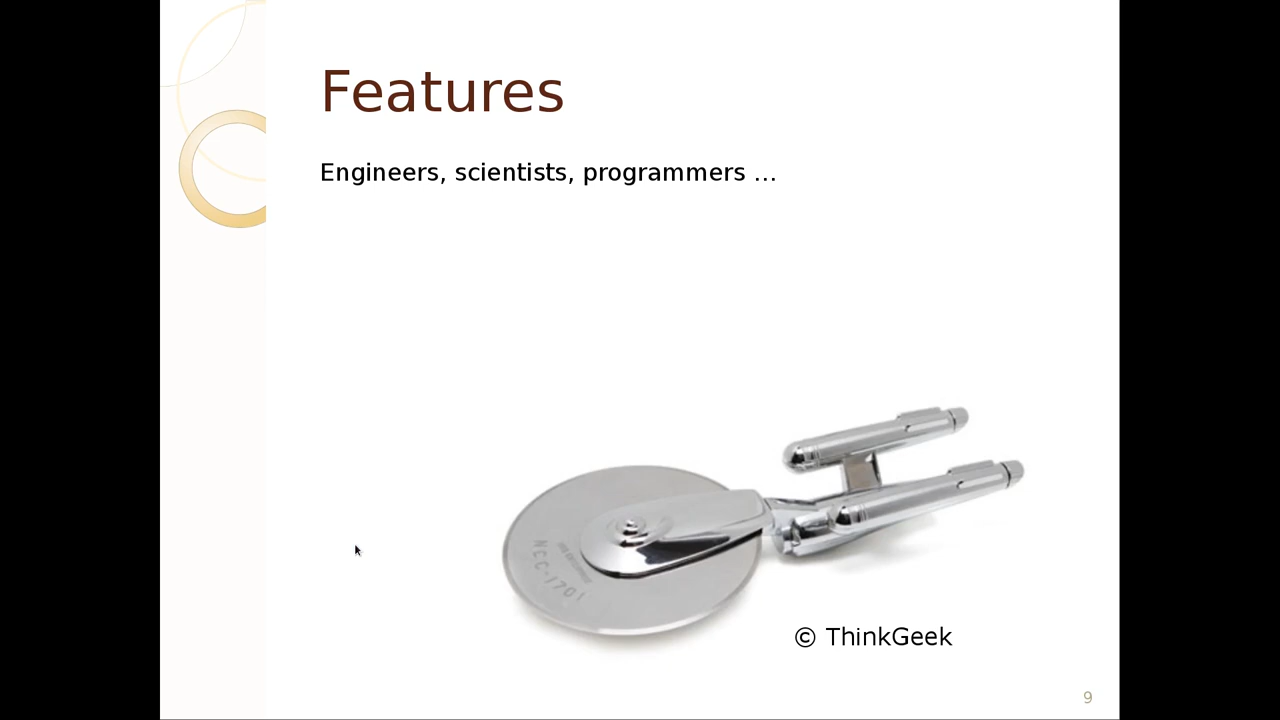 Features
Engineers, scientists, programmers ...
NCC-1701
© ThinkGeek
9